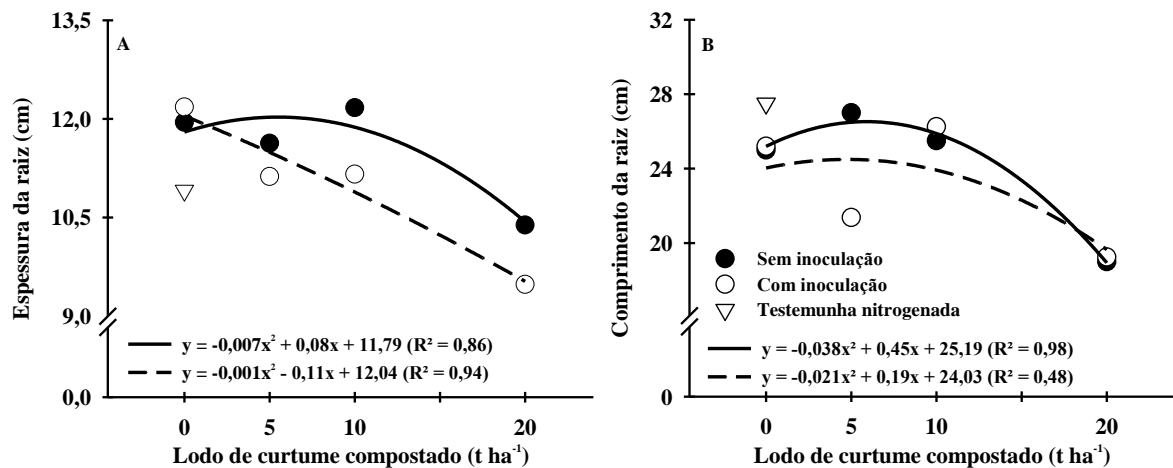 A
Espessura da raiz (cm)
13,5
12,0
10,5
9,0
0,0
y = -0,007x² + 0,08x + 11,79 (R² = 0,86)
y = -0,001x² - 0,11x + 12,04 (R² = 0,94)
0 5 10 20
Lodo de curtume compostado (t ha⁻¹)
B
Comprimento da raiz (cm)
32
28
24
20
0
Sem inoculação
Com inoculação
Testemunha nitrogenada
y = -0,038x² + 0,45x + 25,19 (R² = 0,98)
y = -0,021x² + 0,19x + 24,03 (R² = 0,48)
0 5 10 20
Lodo de curtume compostado (t ha⁻¹)